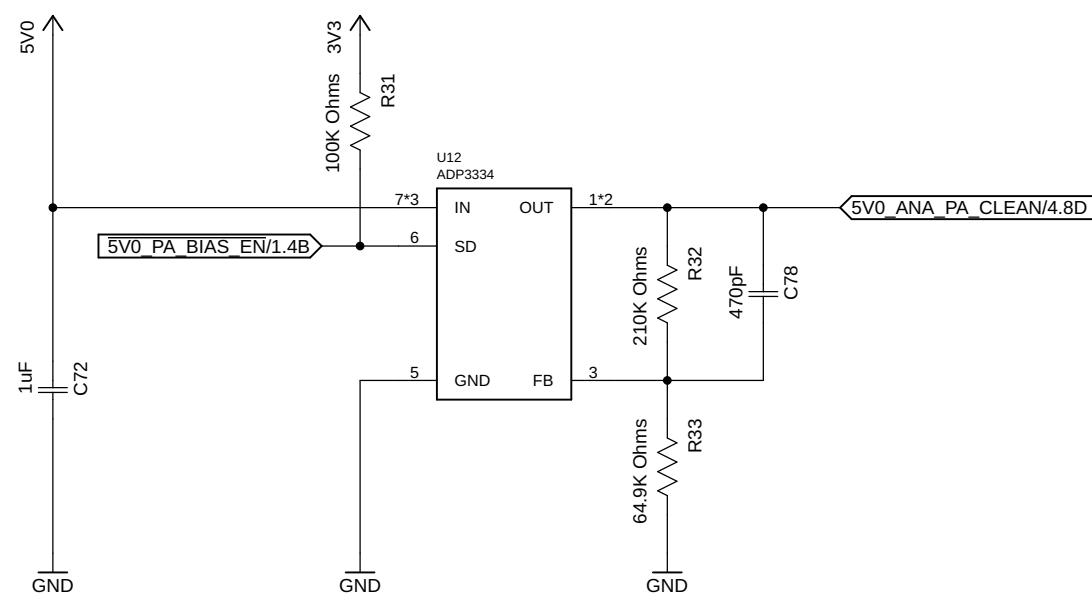 5V0
3V3
100K Ohms
R31
U12
ADP3334
7*3
IN
OUT
1*2
5V0_ANA_PA_CLEAN/4.8D
5V0_PA_BIAS_EN/1.4B
6
SD
210K Ohms
R32
470pF
C78
1uF
C72
5
GND
FB
3
64.9K Ohms
R33
GND
GND
GND